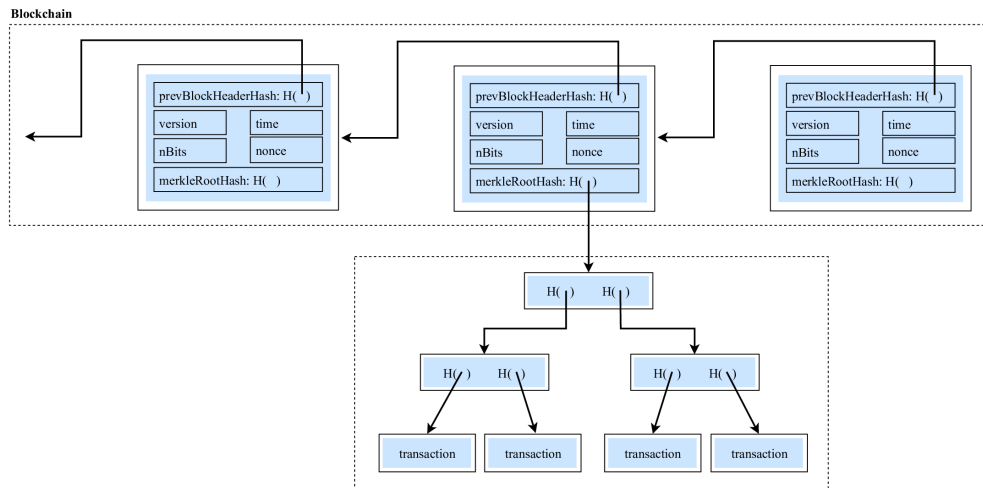 Blockchain
prevBlockHeaderHash: H( )
version
time
nBits
nonce
merkleRootHash: H( )
prevBlockHeaderHash: H( )
version
time
nBits
nonce
merkleRootHash: H( )
prevBlockHeaderHash: H( )
version
time
nBits
nonce
merkleRootHash: H( )
H( ) H( )
H( ) H( )
H( ) H( )
transaction
transaction
transaction
transaction